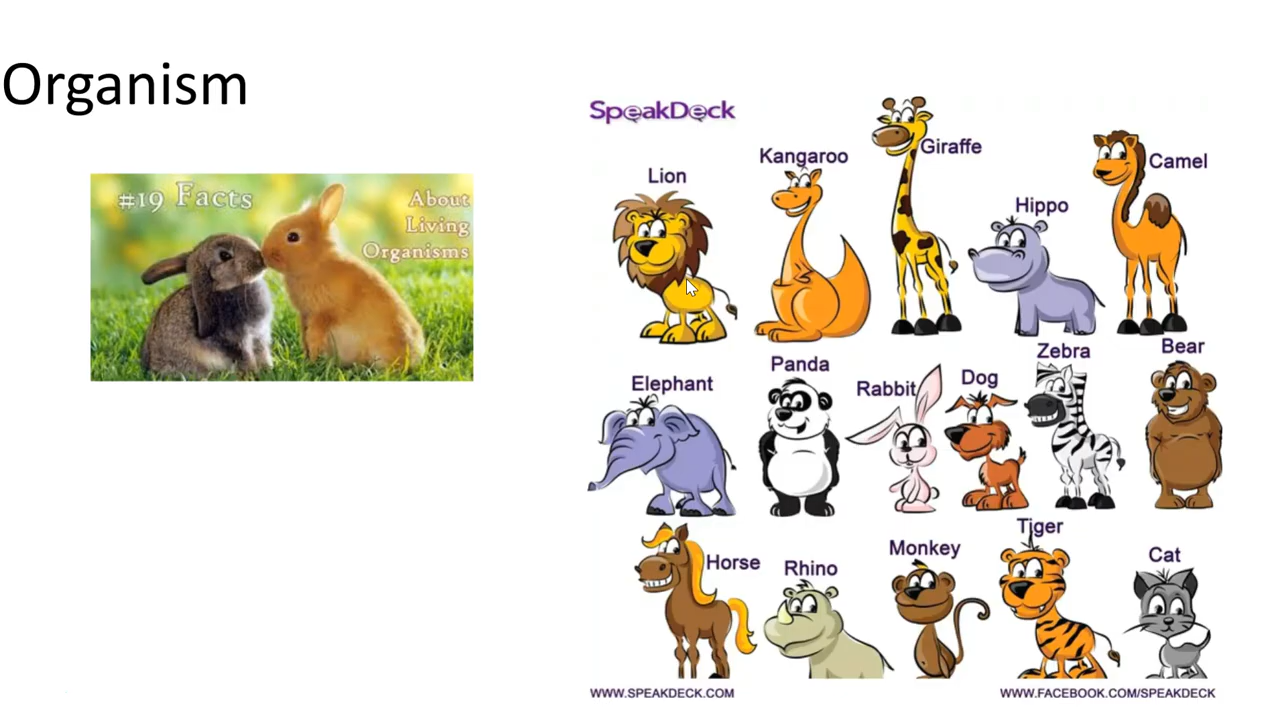 Organism
#19 Facts
About
Living
Organisms
SpeakDeck
Lion
Kangaroo
Giraffe
Hippo
Camel
Elephant
Panda
Rabbit
Dog
Zebra
Bear
Horse
Rhino
Monkey
Tiger
Cat
WWW.SPEAKDECK.COM
WWW.FACEBOOK.COM/SPEAKDECK